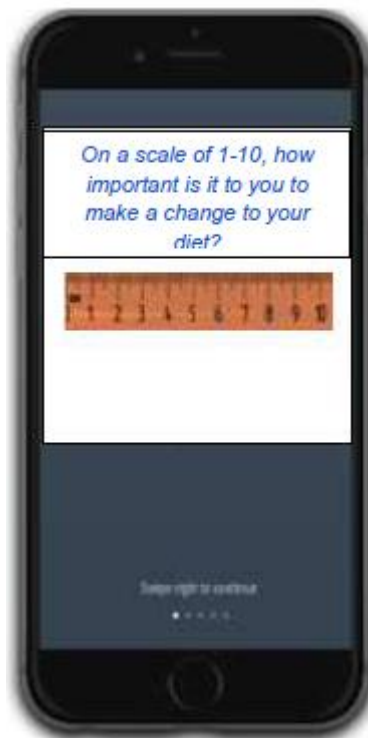 On a scale of 1-10, how
important is it to you to
make a change to your
diet?
1 2 3 4 5 6 7 8 9 10
Swipe right to continue